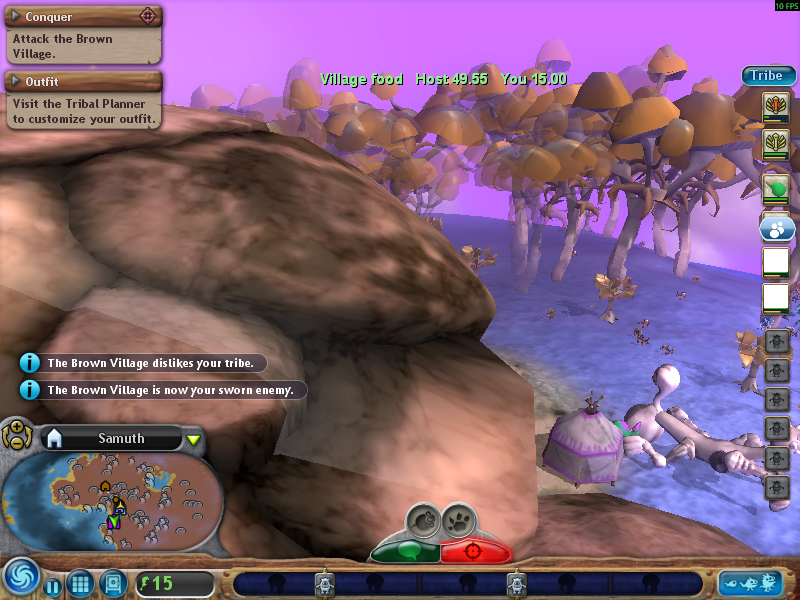 10 FPS
Conquer
Attack the Brown
Village.
Outfit
Visit the Tribal Planner
to customize your outfit.
Village food Host 49.55 You 15.00
Tribe
The Brown Village dislikes your tribe.
The Brown Village is now your sworn enemy.
Samuth
15